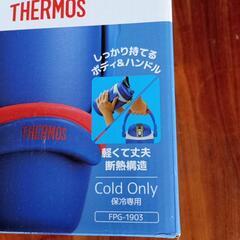 THERMOS
しっかり持てる
ボディ&ハンドル
THERMOS
軽くて丈夫
断熱構造
Cold Only
保冷専用
FPG-1903